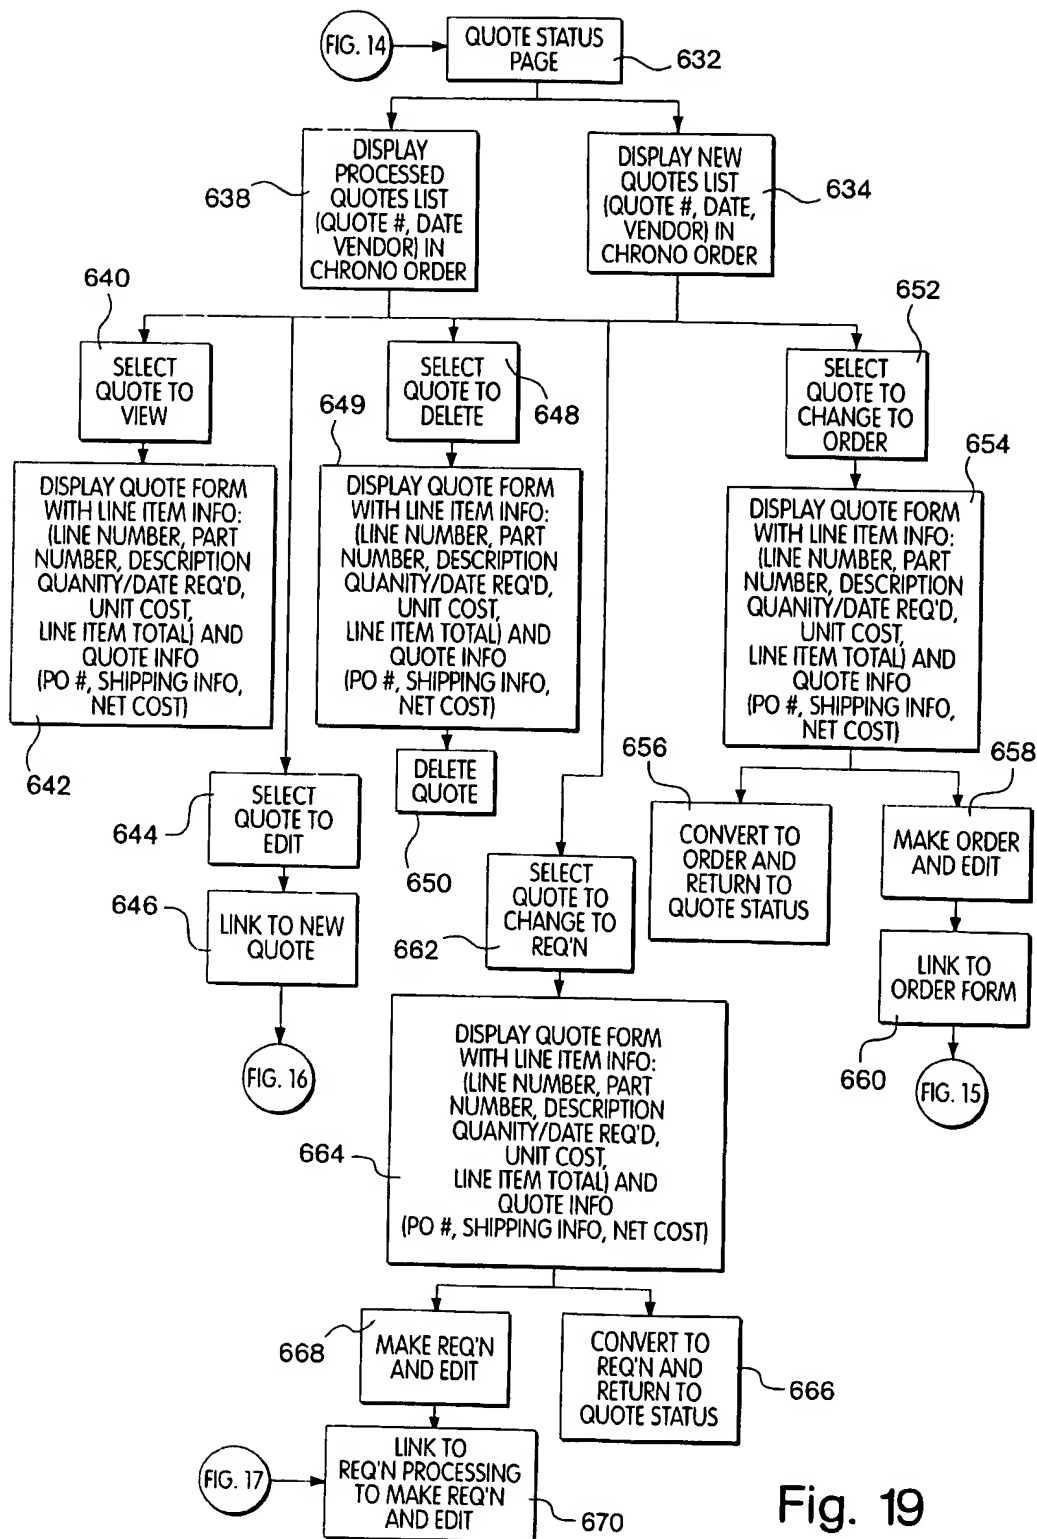 FIG. 14
QUOTE STATUS
PAGE
632
DISPLAY
PROCESSED
QUOTES LIST
(QUOTE #, DATE
VENDOR) IN
CHRONO ORDER
638
DISPLAY NEW
QUOTES LIST
(QUOTE #, DATE,
VENDOR) IN
CHRONO ORDER
634
640
SELECT
QUOTE TO
VIEW
SELECT
QUOTE TO
DELETE
648
652
SELECT
QUOTE TO
CHANGE TO
ORDER
DISPLAY QUOTE FORM
WITH LINE ITEM INFO:
(LINE NUMBER, PART
NUMBER, DESCRIPTION
QUANITY/DATE REQ'D,
UNIT COST,
LINE ITEM TOTAL) AND
QUOTE INFO
(PO #, SHIPPING INFO,
NET COST)
642
649
DISPLAY QUOTE FORM
WITH LINE ITEM INFO:
(LINE NUMBER, PART
NUMBER, DESCRIPTION
QUANITY/DATE REQ'D,
UNIT COST,
LINE ITEM TOTAL) AND
QUOTE INFO
(PO #, SHIPPING INFO,
NET COST)
654
DISPLAY QUOTE FORM
WITH LINE ITEM INFO:
(LINE NUMBER, PART
NUMBER, DESCRIPTION
QUANITY/DATE REQ'D,
UNIT COST,
LINE ITEM TOTAL) AND
QUOTE INFO
(PO #, SHIPPING INFO,
NET COST)
644
SELECT
QUOTE TO
EDIT
DELETE
QUOTE
650
656
CONVERT TO
ORDER AND
RETURN TO
QUOTE STATUS
658
MAKE ORDER
AND EDIT
646
LINK TO NEW
QUOTE
662
SELECT
QUOTE TO
CHANGE TO
REQ'N
LINK TO
ORDER FORM
660
FIG. 16
FIG. 15
664
DISPLAY QUOTE FORM
WITH LINE ITEM INFO:
(LINE NUMBER, PART
NUMBER, DESCRIPTION
QUANITY/DATE REQ'D,
UNIT COST,
LINE ITEM TOTAL) AND
QUOTE INFO
(PO #, SHIPPING INFO, NET COST)
668
MAKE REQ'N
AND EDIT
CONVERT TO
REQ'N AND
RETURN TO
QUOTE STATUS
666
FIG. 17
LINK TO
REQ'N PROCESSING
TO MAKE REQ'N
AND EDIT
670
Fig. 19